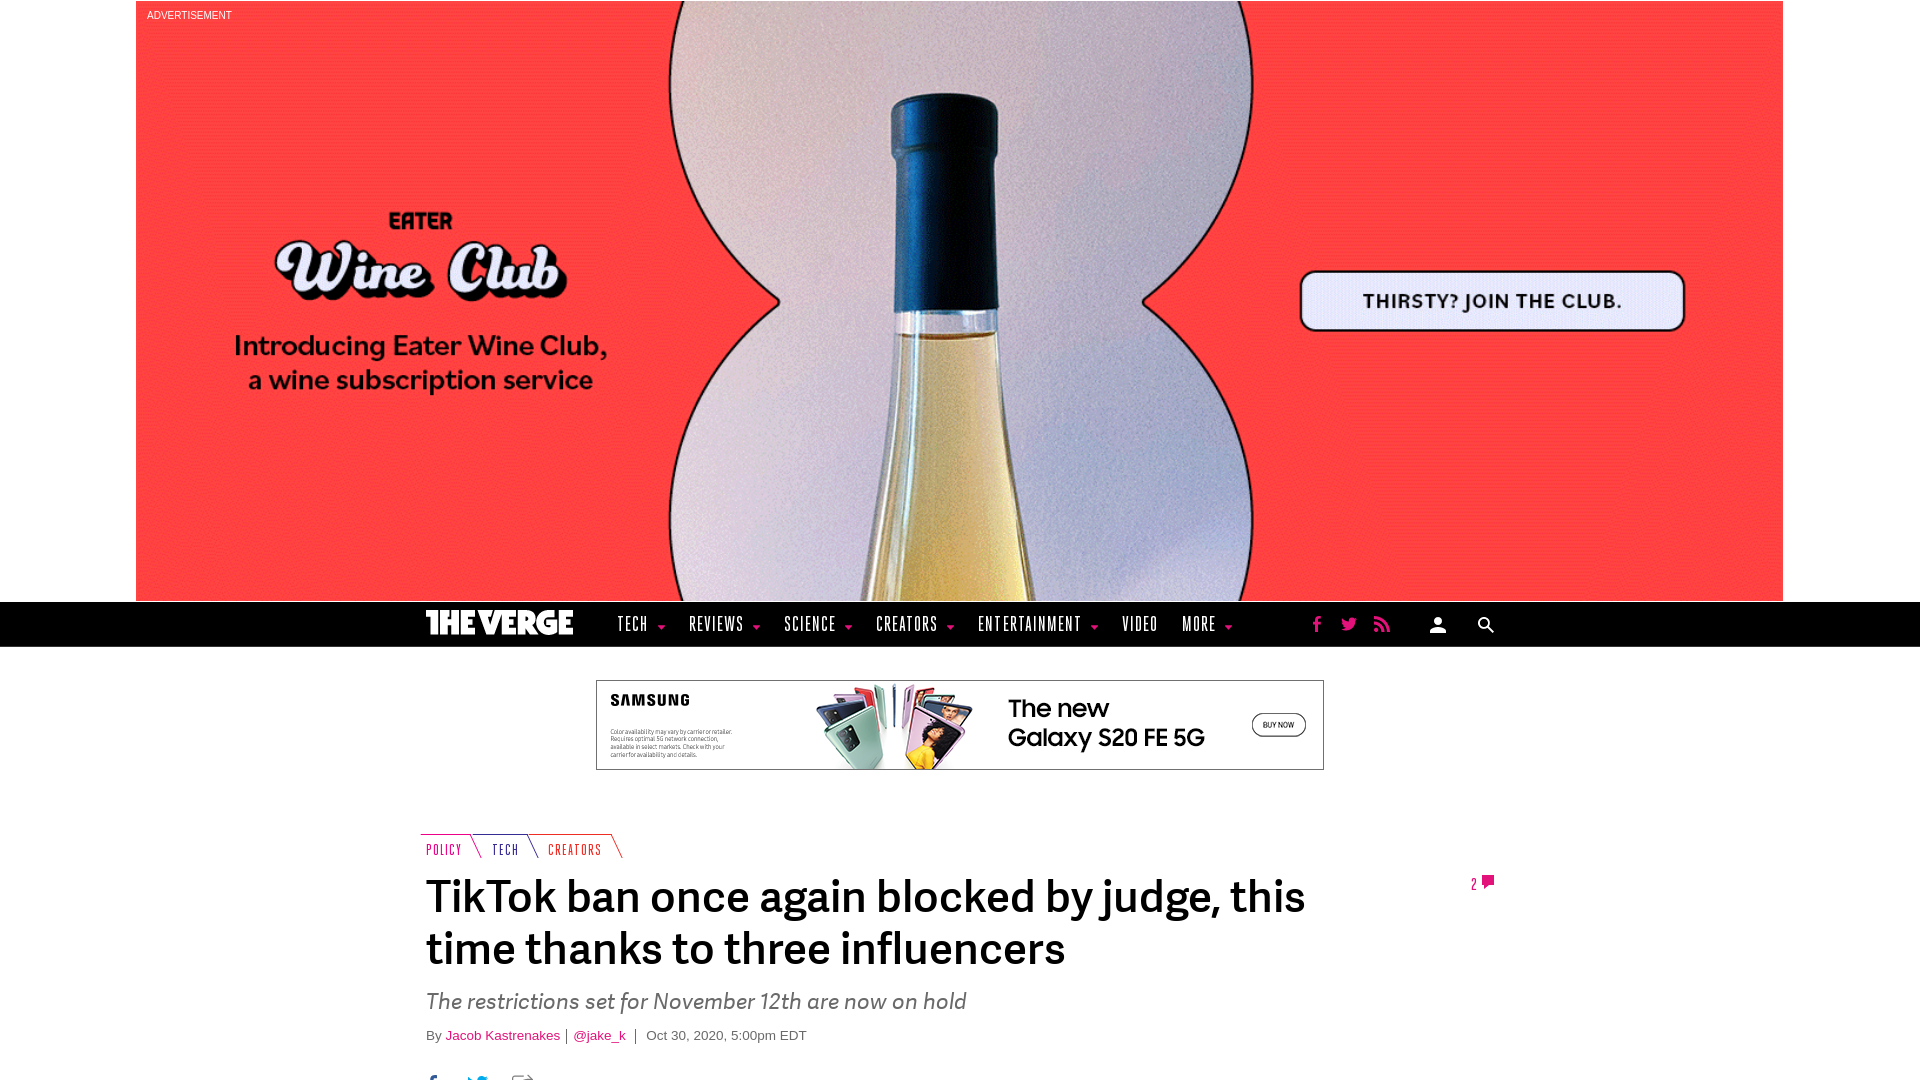 ADVERTISEMENT
EATER
Wine Club
Introducing Eater Wine Club,
a wine subscription service
THIRSTY? JOIN THE CLUB.
THE VERGE
TECH
REVIEWS
SCIENCE
CREATORS
ENTERTAINMENT
VIDEO
MORE
SAMSUNG
Color availability may vary by carrier or retailer.
Requires optimal 5G network connection,
available in select markets. Check with your
carrier for availability and details.
The new
Galaxy S20 FE 5G
BUY NOW
POLICY
TECH
CREATORS
TikTok ban once again blocked by judge, this
time thanks to three influencers
2
The restrictions set for November 12th are now on hold
By Jacob Kastrenakes | @jake_k | Oct 30, 2020, 5:00pm EDT